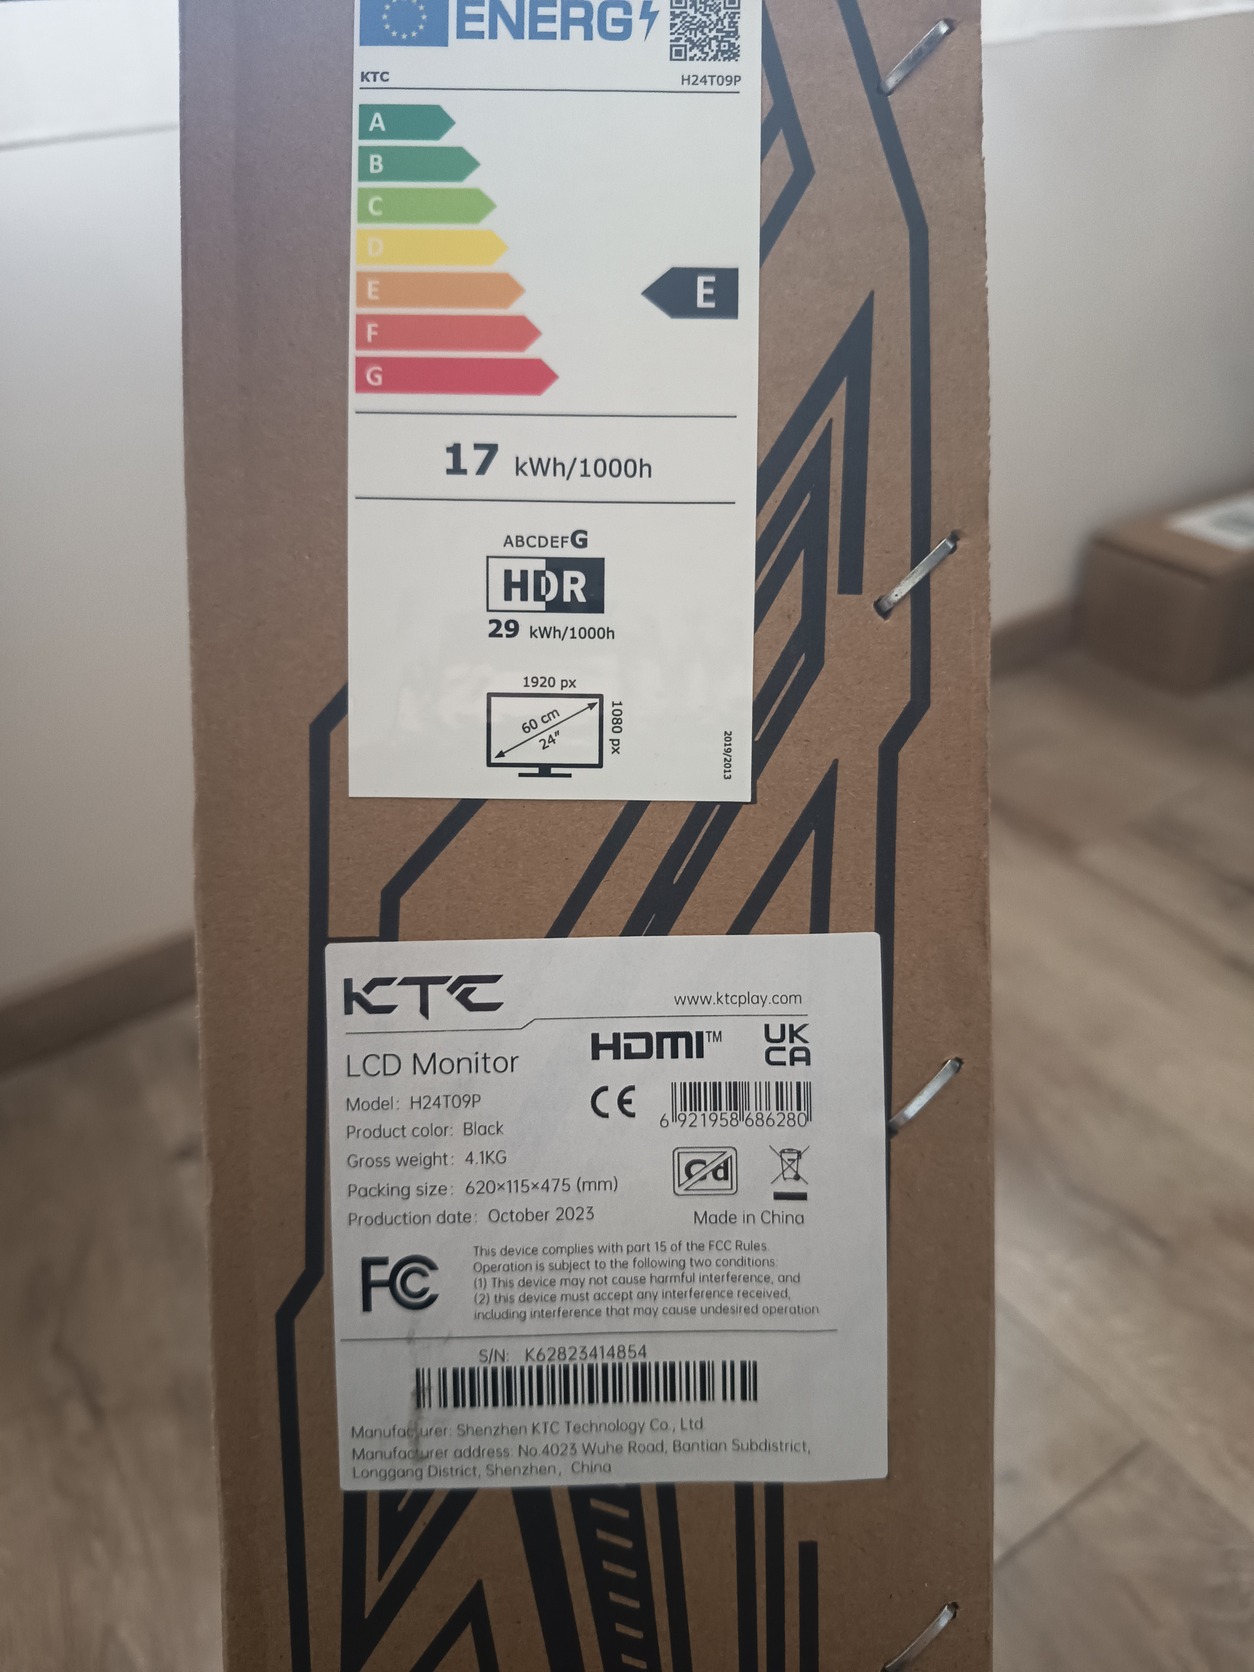 ENERG
KTC
H24T09P
A
B
C
D
E
E
F
G
17 kWh/1000h
ABCDEFG
HDR
29 kWh/1000h
1920 px
60 cm
24"
1080 px
2019/2013
KTC
www.ktcplay.com
HDMI™
UK
CA
LCD Monitor
Model: H24T09P
CE
6 921958 686280
Product color: Black
Gross weight: 4.1KG
Cd
Packing size: 620×115×475 (mm)
Production date: October 2023
Made in China
FC
This device complies with part 15 of the FCC Rules.
Operation is subject to the following two conditions:
(1) This device may not cause harmful interference, and
(2) this device must accept any interference received,
including interference that may cause undesired operation
S/N: K62823414854
Manufacturer: Shenzhen KTC Technology Co., Ltd.
Manufacturer address: No.4023 Wuhe Road, Bantian Subdistrict,
Longgang District, Shenzhen, China